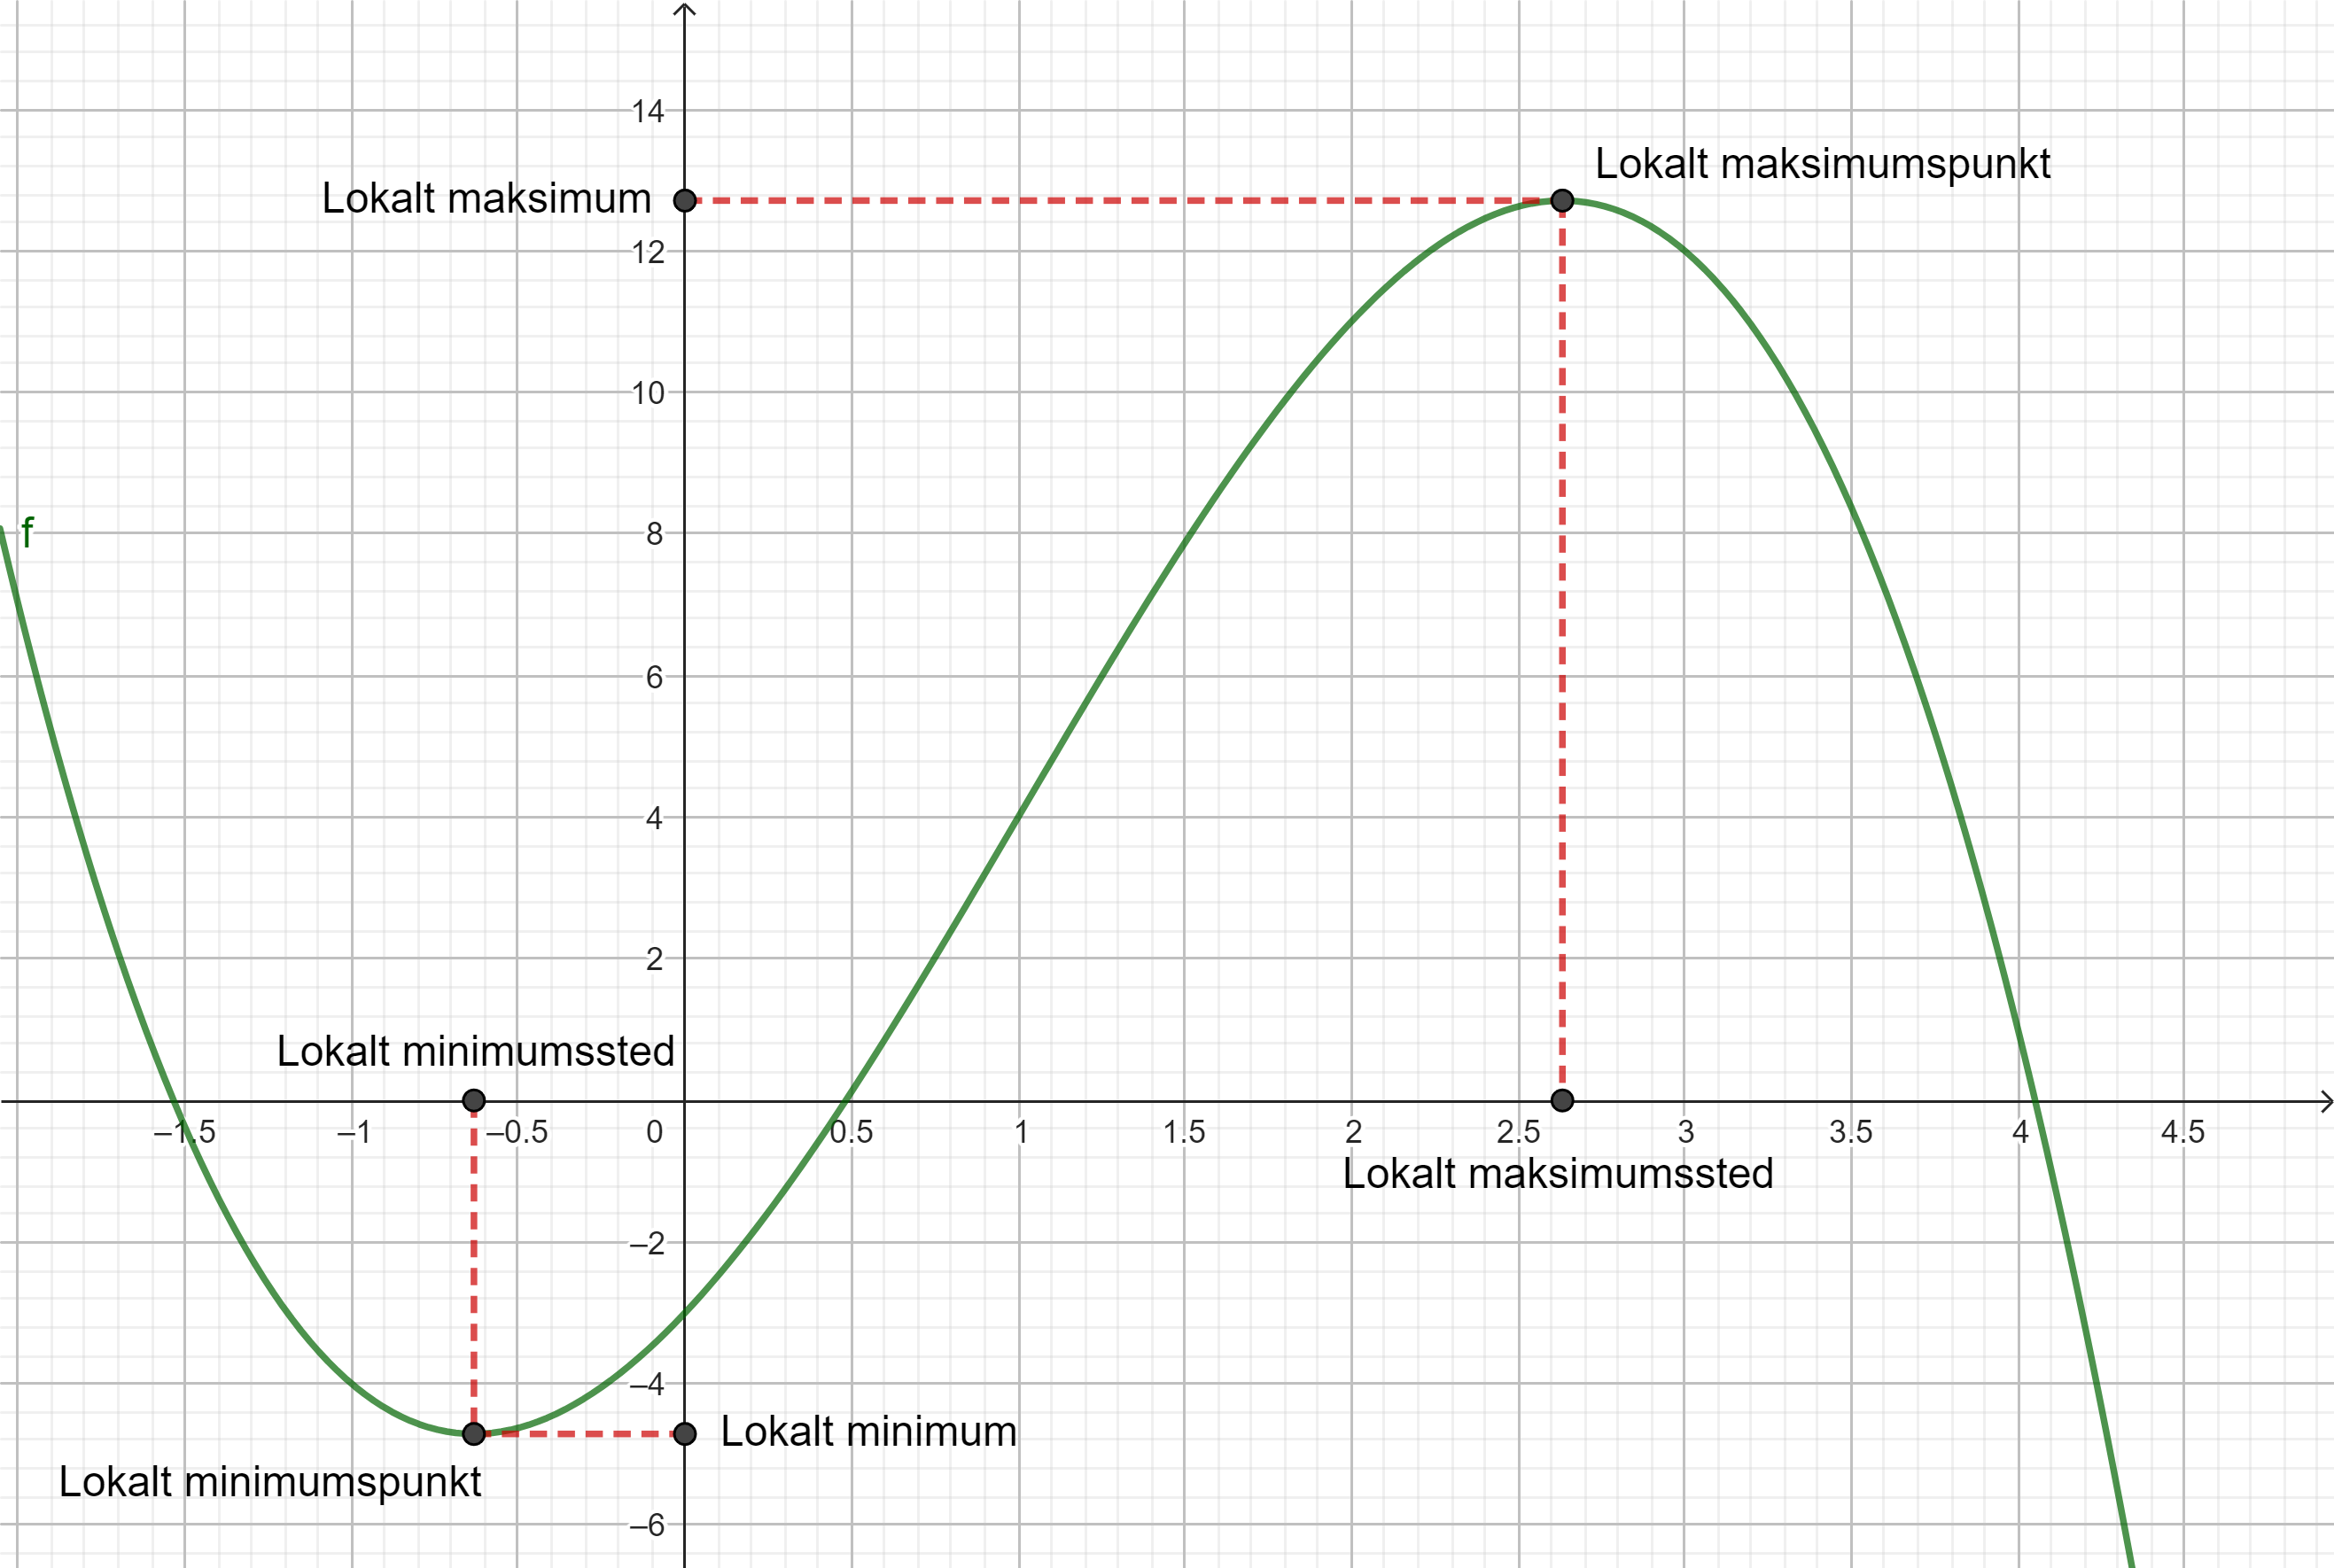 14
Lokalt maksimumspunkt
Lokalt maksimum
12
10
f
8
6
4
2
Lokalt minimumssted
–1.5 –1 –0.5 0 0.5 1 1.5 2 2.5 3 3.5 4 4.5
Lokalt maksimumssted
–2
–4
Lokalt minimum
Lokalt minimumspunkt
–6